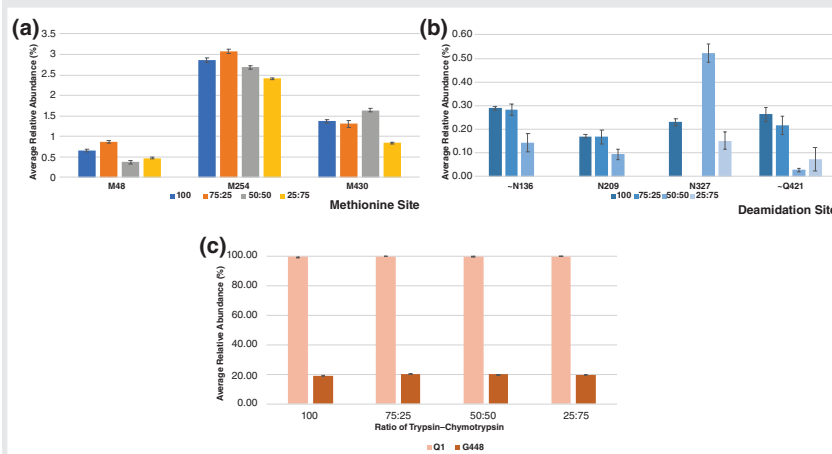 (a)
Average Relative Abundance (%)
3.5
3
2.5
2
1.5
1
0.5
0
M48 M254 M430
100 75:25 50:50 25:75
Methionine Site
(b)
Average Relative Abundance (%)
0.60
0.50
0.40
0.30
0.20
0.10
0.00
~N136 N209 N327 ~Q421
100 75:25 50:50 25:75
Deamidation Site
(c)
Average Relative Abundance (%)
100.00
80.00
60.00
40.00
20.00
0.00
100 75:25 50:50 25:75
Ratio of Trypsin–Chymotrypsin
Q1 G448